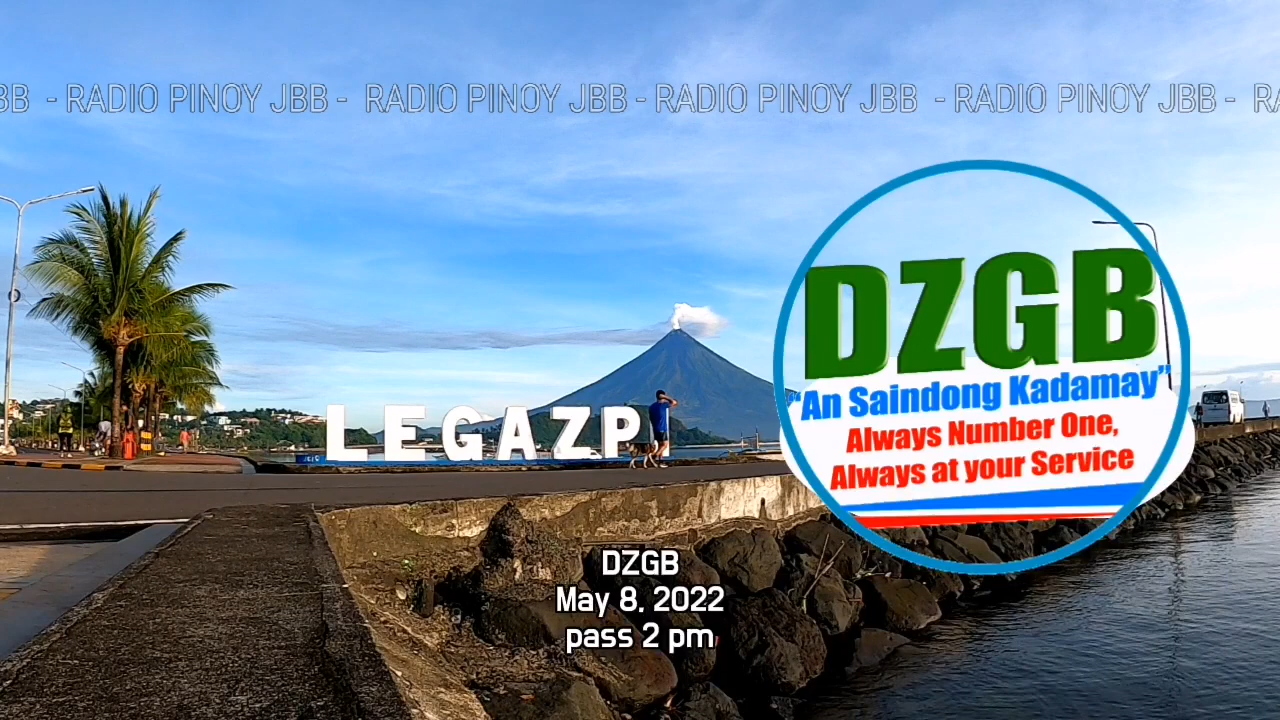 BB - RADIO PINOY JBB - RADIO PINOY JBB - RADIO PINOY JBB - RADIO PINOY JBB - RA
DZGB
"An Saindong Kadamay"
Always Number One,
Always at your Service
LEGAZP
DZGB
May 8, 2022
pass 2 pm